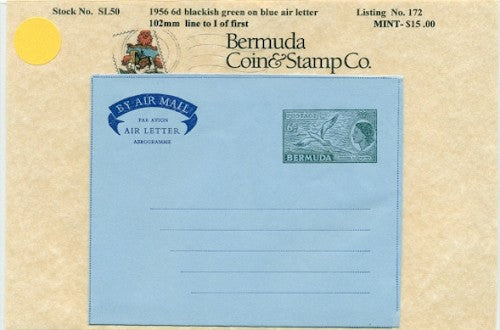 Stock No. SL50 1956 6d blackish green on blue air letter Listing No. 172
102mm line to l of first MINT- $15 .00
Bermuda
Coin & Stamp Co.
BY AIR MAIL
PAR AVION
AIR LETTER
AEROGRAMME
POSTAGE
6D
BERMUDA